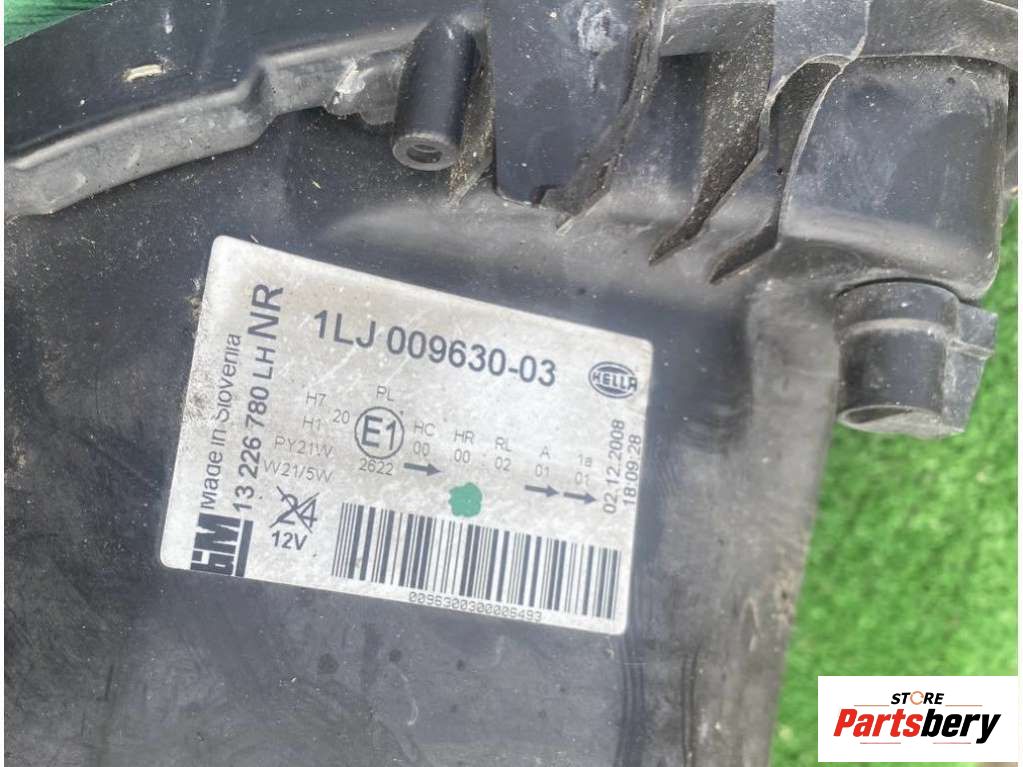 1LJ 009630-03
HELLA
GM
Made in Slovenia
13 226 780 LH NR
H7
H1
PY21W
W21/5W
24
12V
20
PL
E1
2622
HC
00
HR
00
RL
02
A
01
1a
01
02.12.2008
18:09:28
0096300300006493
STORE
Partsbery